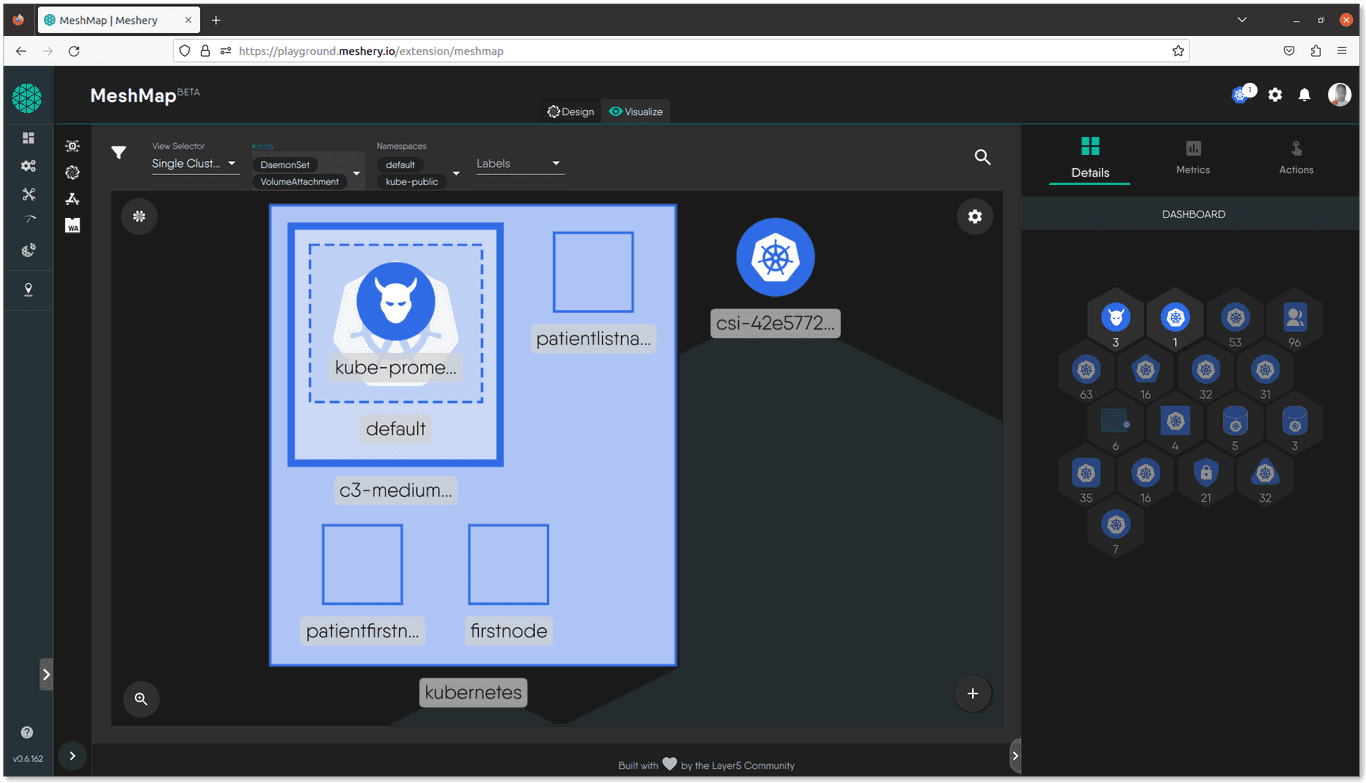 MeshMap | Meshery
https://playground.meshery.io/extension/meshmap
MeshMap BETA
Design
Visualize
1
View Selector
Single Clust...
Kinds
DaemonSet
VolumeAttachment
Namespaces
default
kube-public
Labels
Details
Metrics
Actions
DASHBOARD
WA
kube-prome...
default
c3-medium...
patientlistna...
patientfirstn...
firstnode
kubernetes
csi-42e5772...
3 1 53 96
63 16 32 31
6 4 5 3
35 16 21 32
7
v0.6.162
Built with by the Layer5 Community